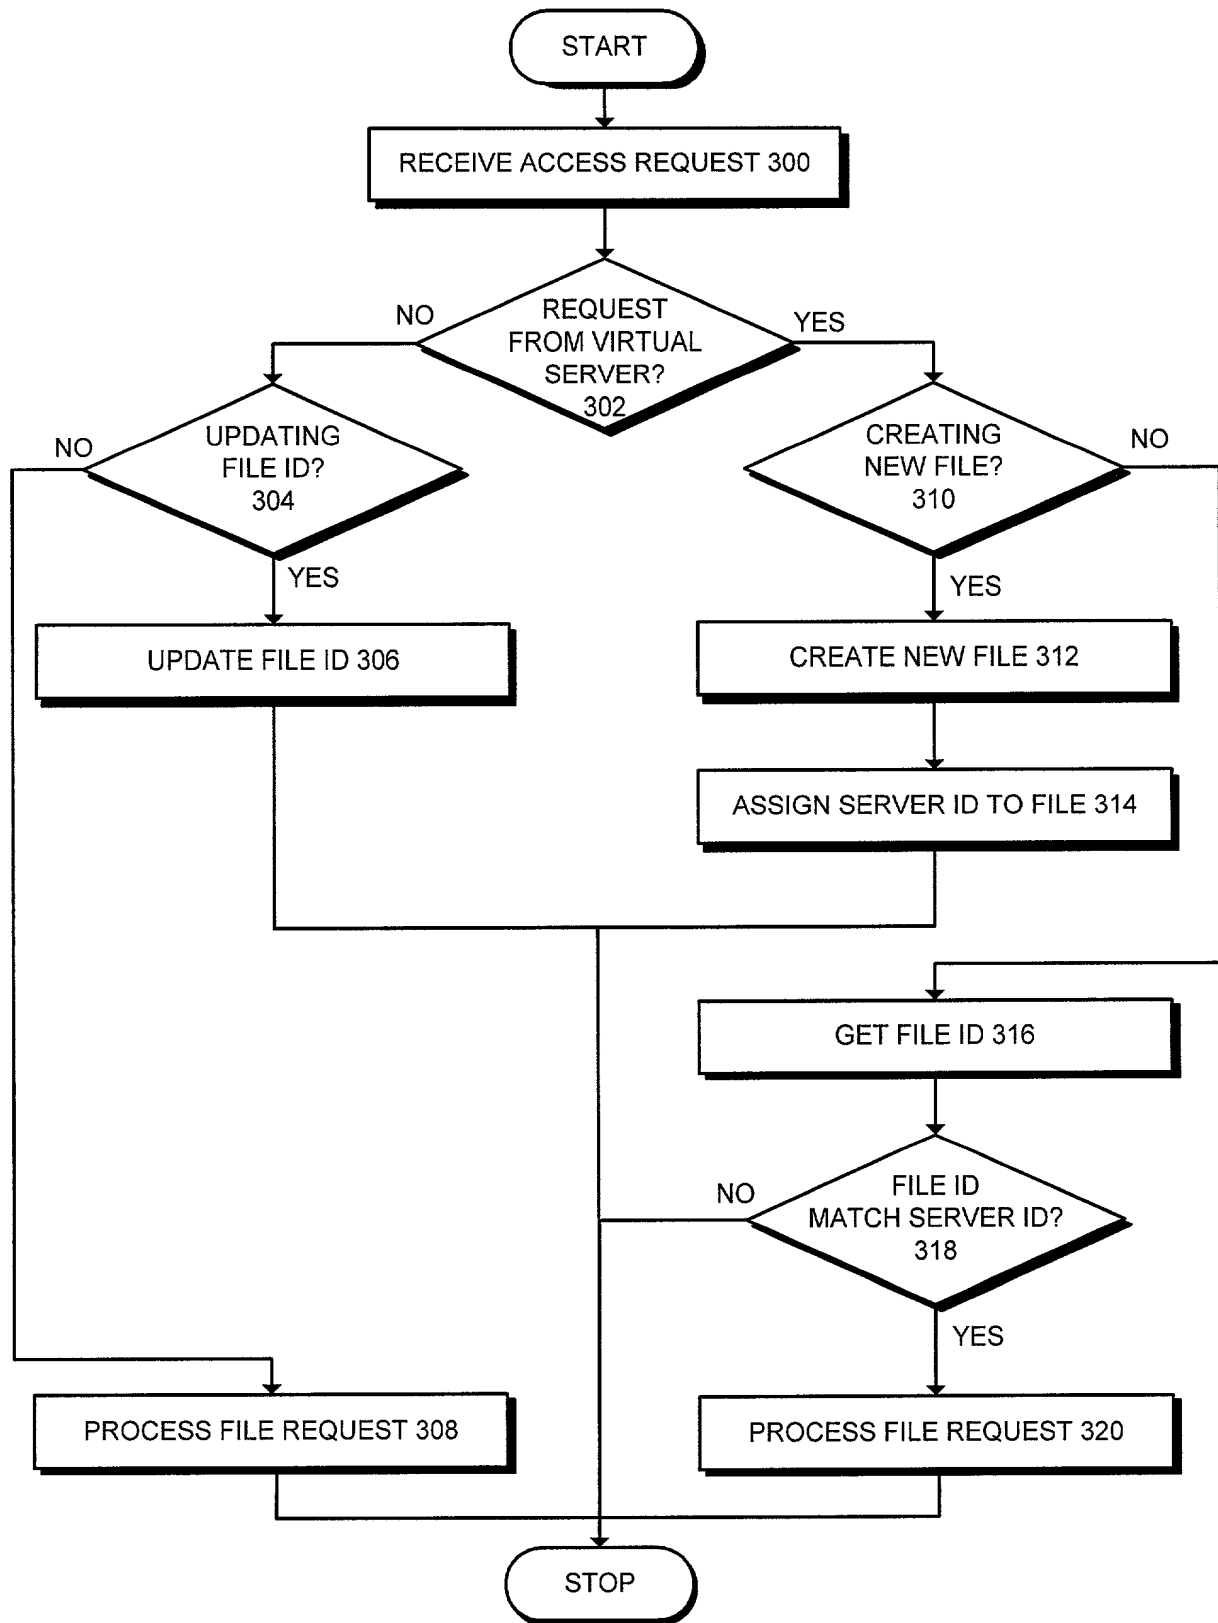 START
RECEIVE ACCESS REQUEST 300
REQUEST
FROM VIRTUAL
SERVER?
302
NO
YES
UPDATING
FILE ID?
304
NO
YES
CREATING
NEW FILE?
310
NO
YES
UPDATE FILE ID 306
CREATE NEW FILE 312
ASSIGN SERVER ID TO FILE 314
GET FILE ID 316
FILE ID
MATCH SERVER ID?
318
NO
YES
PROCESS FILE REQUEST 308
PROCESS FILE REQUEST 320
STOP